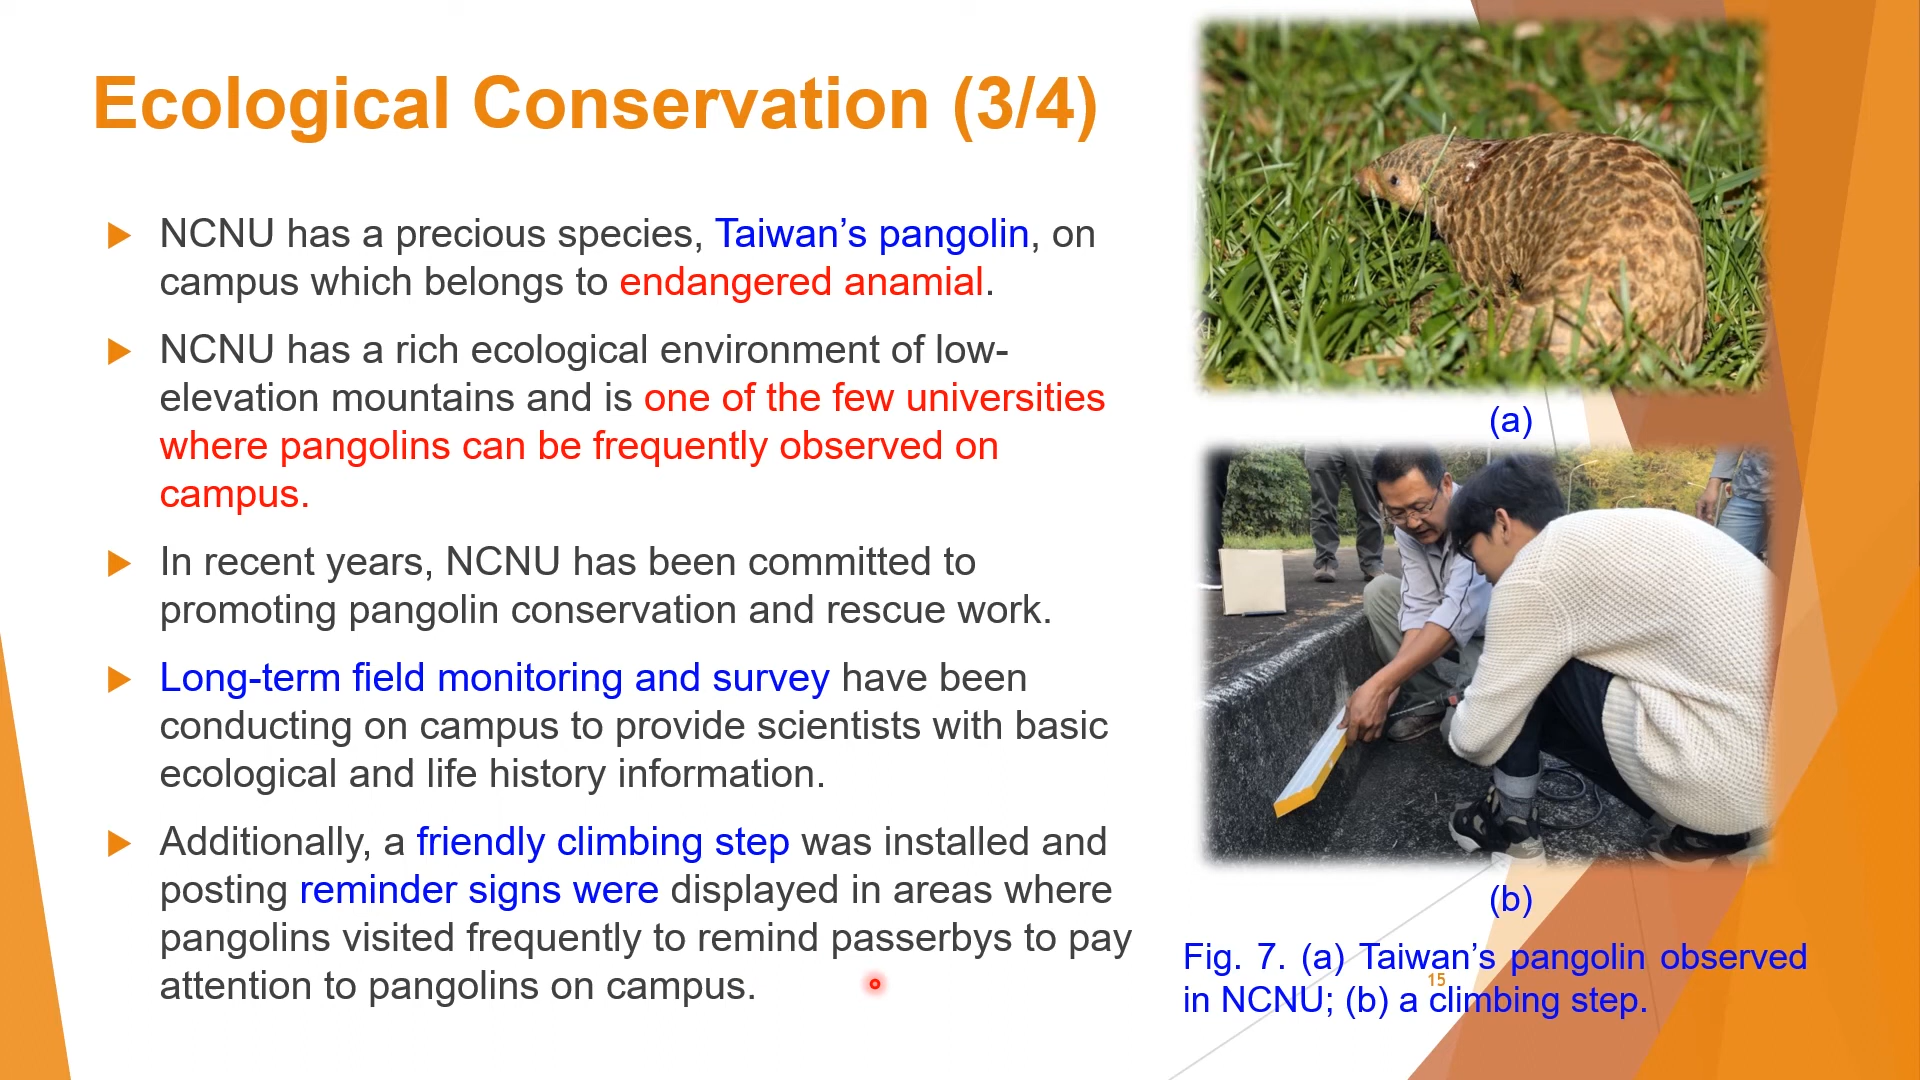 Ecological Conservation (3/4)
NCNU has a precious species, Taiwan’s pangolin, on
campus which belongs to endangered anamial.
NCNU has a rich ecological environment of low-
elevation mountains and is one of the few universities
where pangolins can be frequently observed on
campus.
In recent years, NCNU has been committed to
promoting pangolin conservation and rescue work.
Long-term field monitoring and survey have been
conducting on campus to provide scientists with basic
ecological and life history information.
Additionally, a friendly climbing step was installed and
posting reminder signs were displayed in areas where
pangolins visited frequently to remind passerbys to pay
attention to pangolins on campus.
(a)
(b)
Fig. 7. (a) Taiwan’s pangolin observed
in NCNU; (b) a climbing step.
15